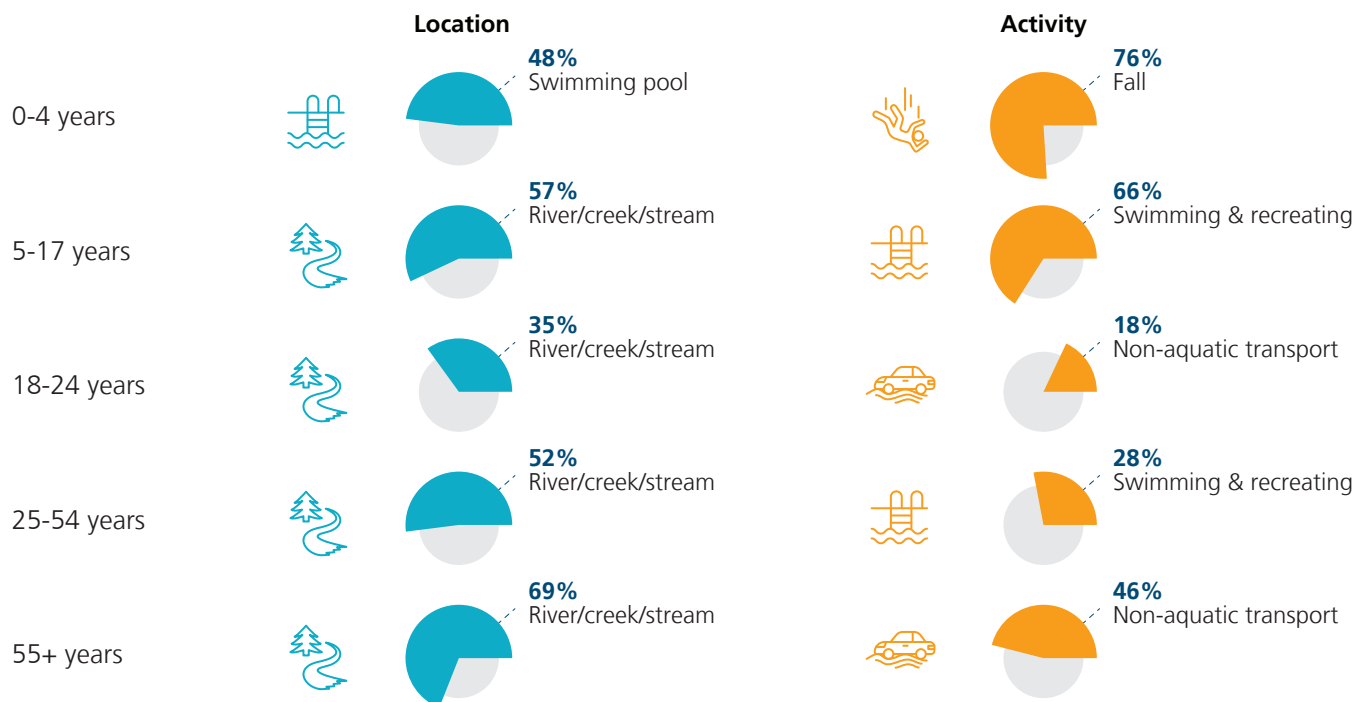 Location
Activity
0-4 years
48%
Swimming pool
76%
Fall
5-17 years
57%
River/creek/stream
66%
Swimming & recreating
18-24 years
35%
River/creek/stream
18%
Non-aquatic transport
25-54 years
52%
River/creek/stream
28%
Swimming & recreating
55+ years
69%
River/creek/stream
46%
Non-aquatic transport